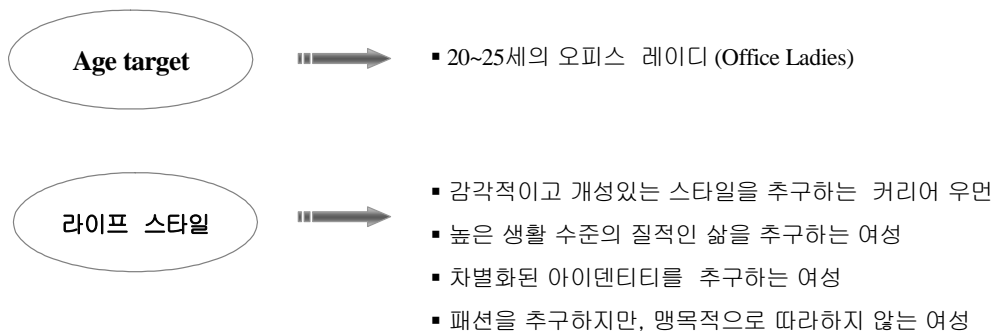 Age target
▪ 20~25세의 오피스 레이디 (Office Ladies)
라이프 스타일
▪ 감각적이고 개성있는 스타일을 추구하는 커리어 우먼
▪ 높은 생활 수준의 질적인 삶을 추구하는 여성
▪ 차별화된 아이덴티티를 추구하는 여성
▪ 패션을 추구하지만, 맹목적으로 따라하지 않는 여성